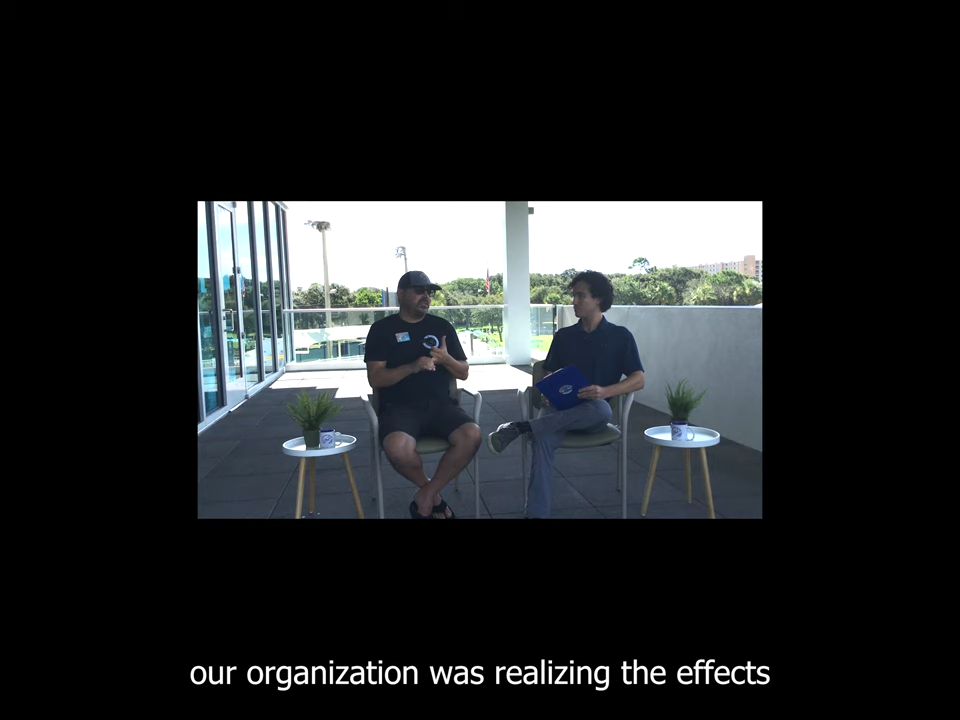 our organization was realizing the effects